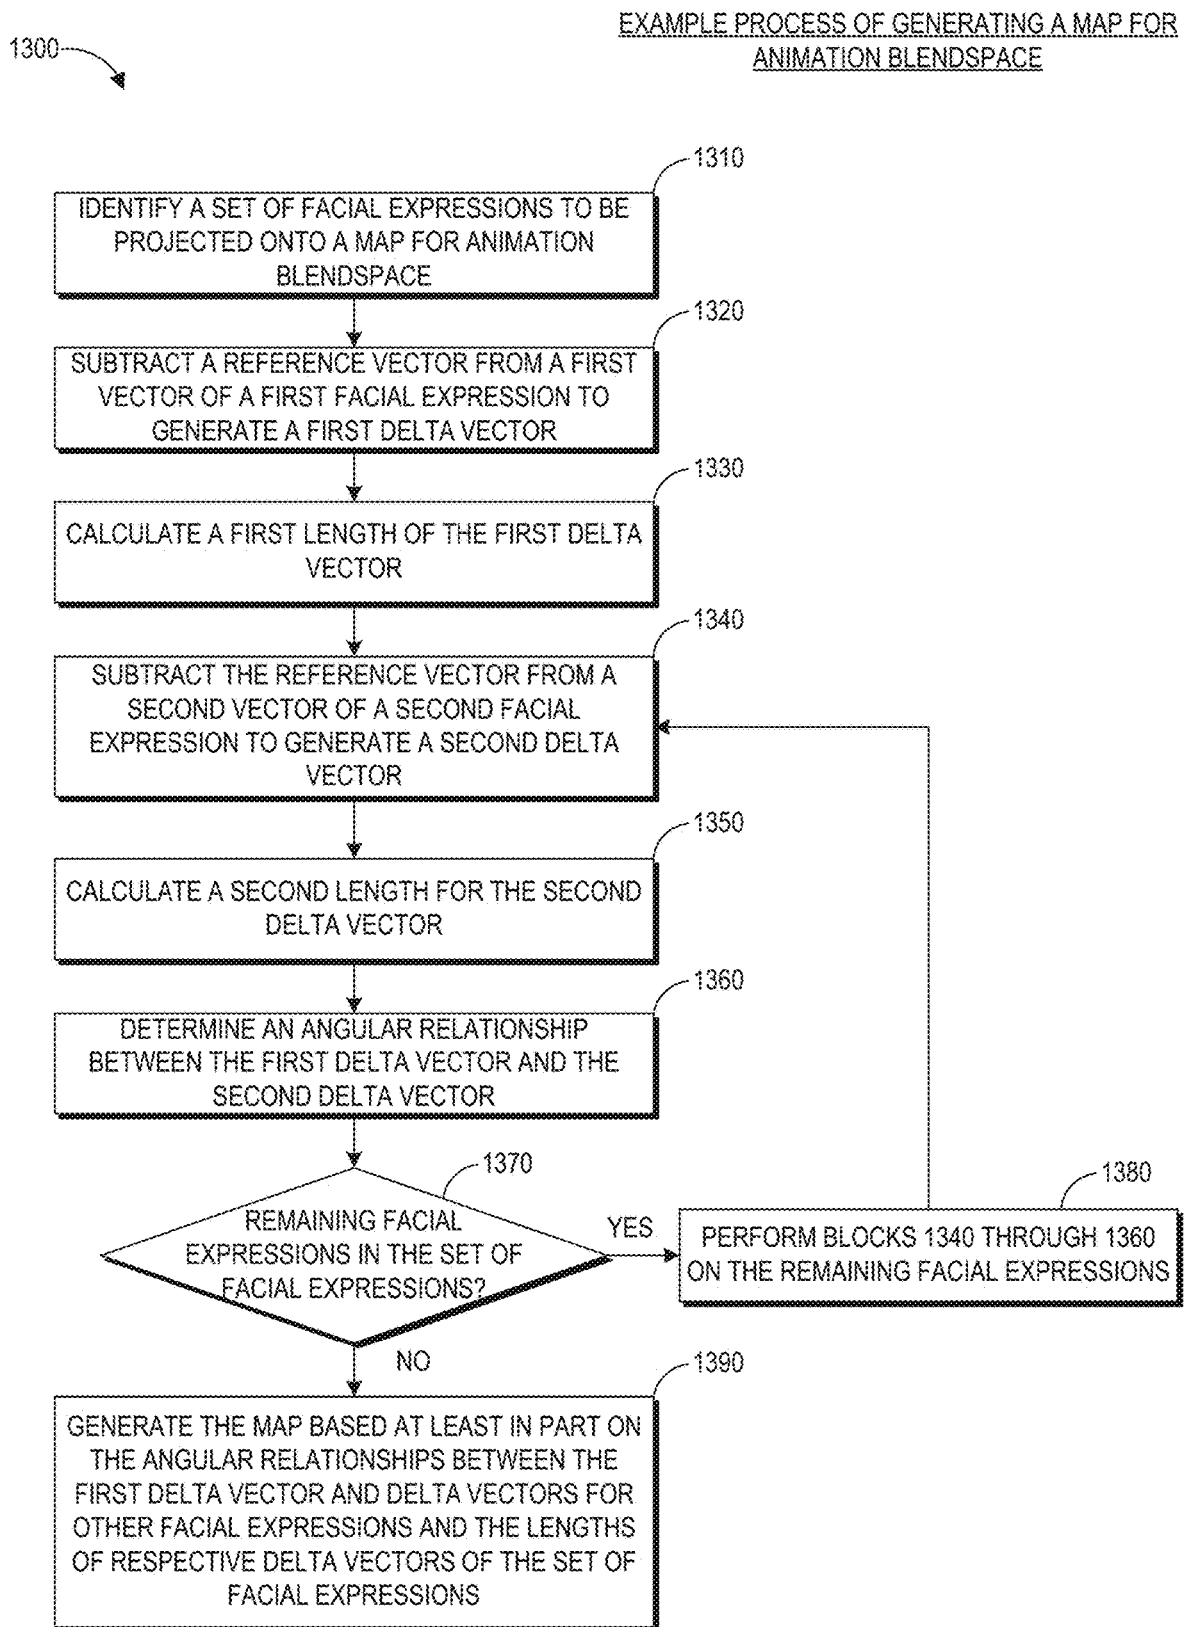 EXAMPLE PROCESS OF GENERATING A MAP FOR
ANIMATION BLENDSPACE
1300
1310
IDENTIFY A SET OF FACIAL EXPRESSIONS TO BE
PROJECTED ONTO A MAP FOR ANIMATION
BLENDSPACE
1320
SUBTRACT A REFERENCE VECTOR FROM A FIRST
VECTOR OF A FIRST FACIAL EXPRESSION TO
GENERATE A FIRST DELTA VECTOR
1330
CALCULATE A FIRST LENGTH OF THE FIRST DELTA
VECTOR
1340
SUBTRACT THE REFERENCE VECTOR FROM A
SECOND VECTOR OF A SECOND FACIAL
EXPRESSION TO GENERATE A SECOND DELTA
VECTOR
1350
CALCULATE A SECOND LENGTH FOR THE SECOND
DELTA VECTOR
1360
DETERMINE AN ANGULAR RELATIONSHIP
BETWEEN THE FIRST DELTA VECTOR AND THE
SECOND DELTA VECTOR
1370
REMAINING FACIAL
EXPRESSIONS IN THE SET OF
FACIAL EXPRESSIONS?
YES
1380
PERFORM BLOCKS 1340 THROUGH 1360
ON THE REMAINING FACIAL EXPRESSIONS
NO
1390
GENERATE THE MAP BASED AT LEAST IN PART ON
THE ANGULAR RELATIONSHIPS BETWEEN THE
FIRST DELTA VECTOR AND DELTA VECTORS FOR
OTHER FACIAL EXPRESSIONS AND THE LENGTHS
OF RESPECTIVE DELTA VECTORS OF THE SET OF
FACIAL EXPRESSIONS